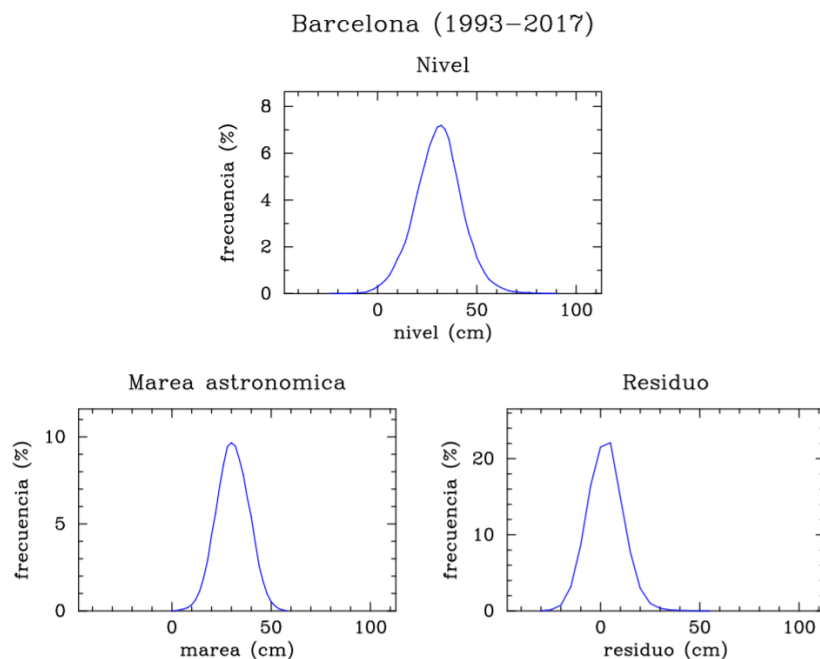 Barcelona (1993−2017)
Nivel
frecuencia (%)
8
6
4
2
0
0 50 100
nivel (cm)
Marea astronomica
frecuencia (%)
10
5
0
0 50 100
marea (cm)
Residuo
frecuencia (%)
20
10
0
0 50 100
residuo (cm)